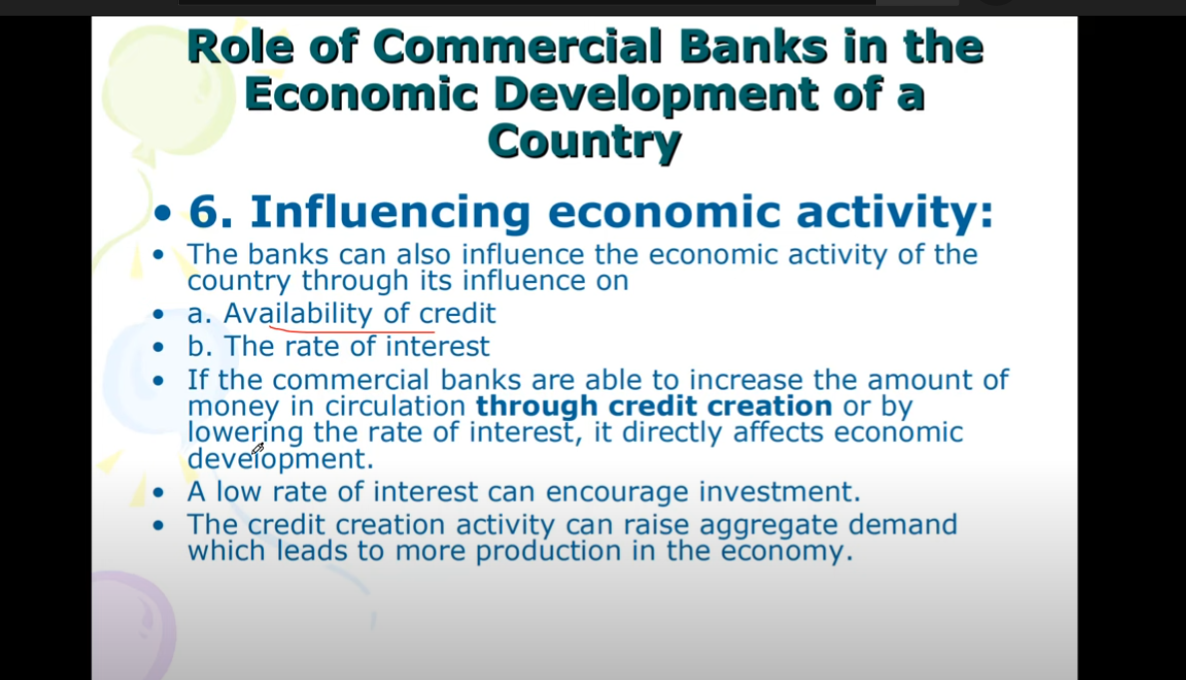 Role of Commercial Banks in the
Economic Development of a
Country
• 6. Influencing economic activity:
• The banks can also influence the economic activity of the
country through its influence on
• a. Availability of credit
• b. The rate of interest
• If the commercial banks are able to increase the amount of
money in circulation through credit creation or by
lowering the rate of interest, it directly affects economic
development.
• A low rate of interest can encourage investment.
• The credit creation activity can raise aggregate demand
which leads to more production in the economy.